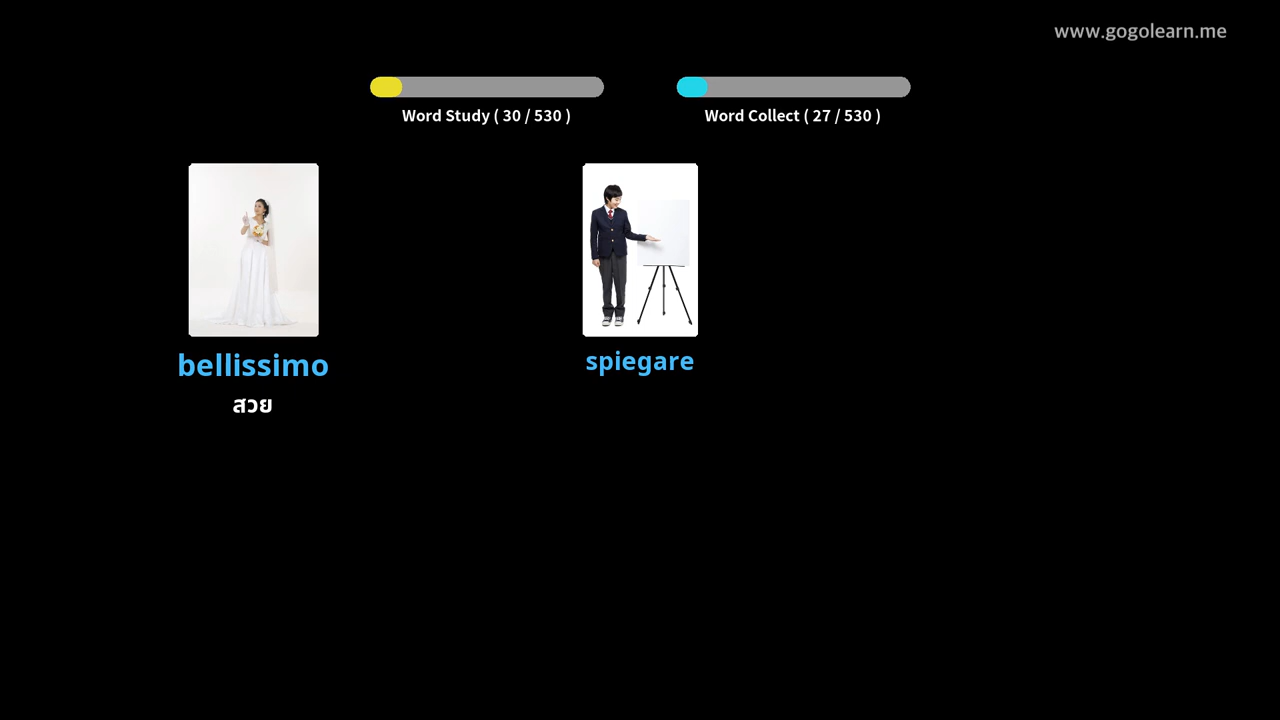 www.gogolearn.me
Word Study ( 30 / 530 )
Word Collect ( 27 / 530 )
bellissimo
สวย
spiegare